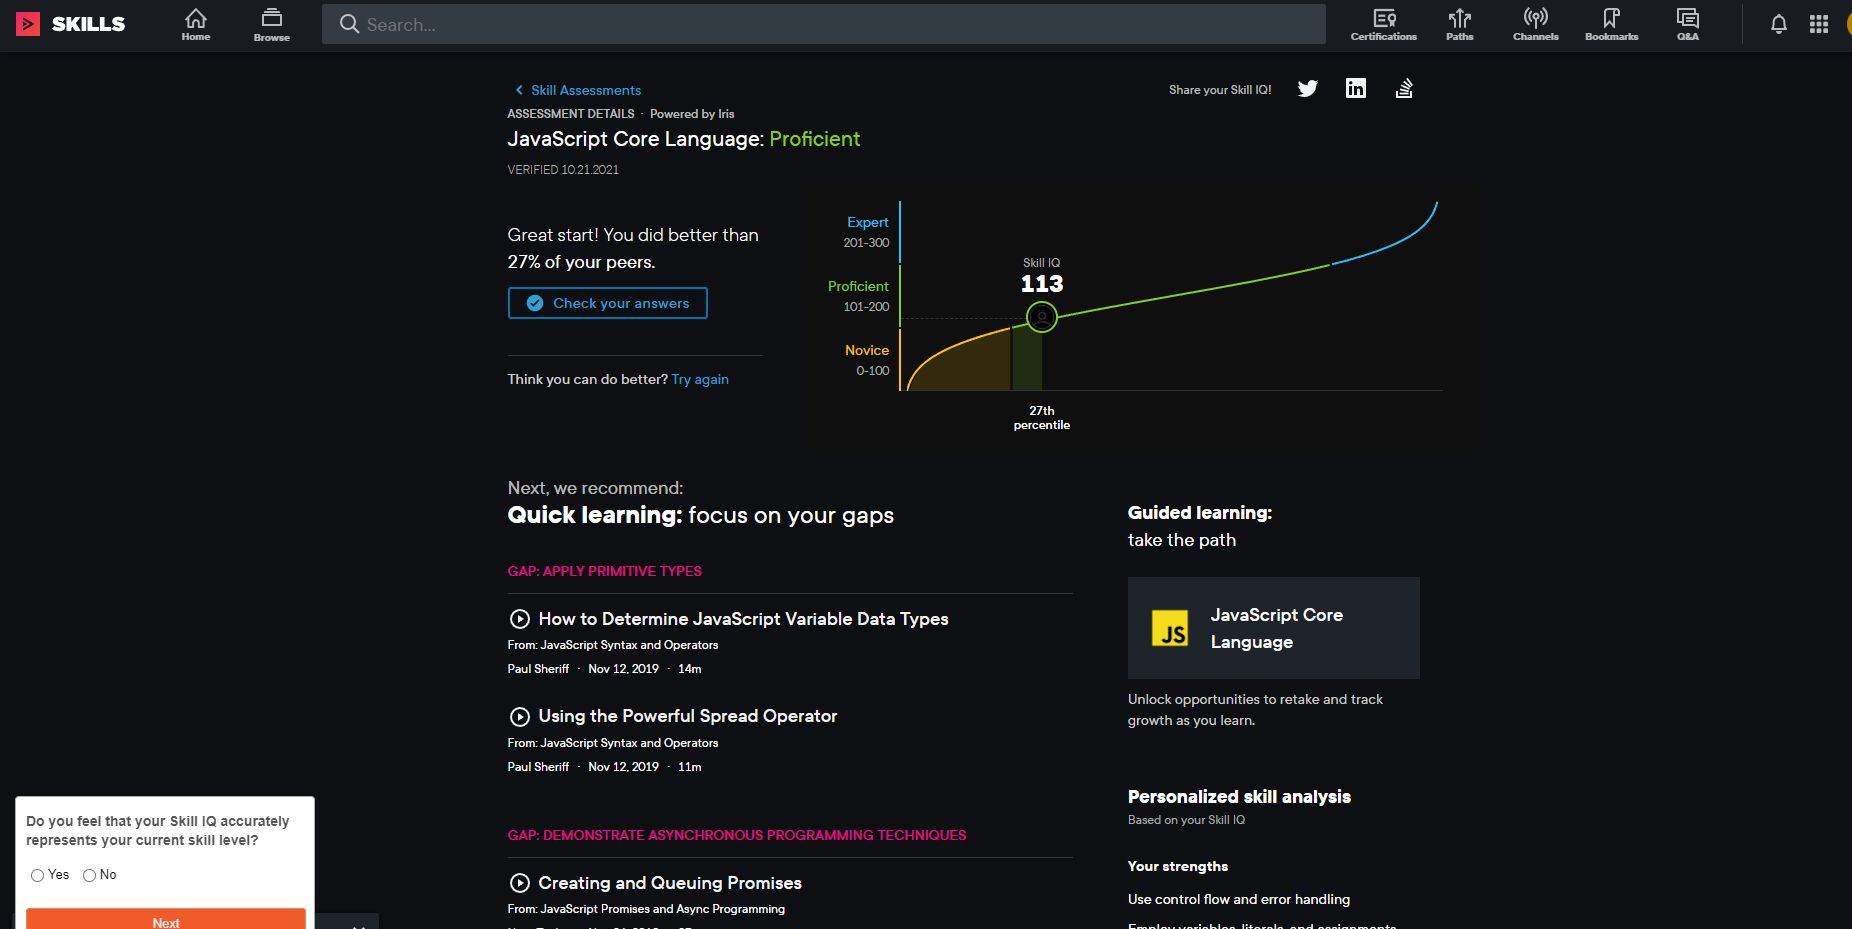 SKILLS
Home
Browse
Search...
Certifications
Paths
Channels
Bookmarks
Q&A
Skill Assessments
Share your Skill IQ!
ASSESSMENT DETAILS · Powered by Iris
JavaScript Core Language: Proficient
VERIFIED 10.21.2021
Great start! You did better than
27% of your peers.
Check your answers
Think you can do better? Try again
Expert
201-300
Proficient
101-200
Novice
0-100
Skill IQ
113
27th
percentile
Next, we recommend:
Quick learning: focus on your gaps
GAP: APPLY PRIMITIVE TYPES
How to Determine JavaScript Variable Data Types
From: JavaScript Syntax and Operators
Paul Sheriff · Nov 12, 2019 · 14m
Using the Powerful Spread Operator
From: JavaScript Syntax and Operators
Paul Sheriff · Nov 12, 2019 · 11m
GAP: DEMONSTRATE ASYNCHRONOUS PROGRAMMING TECHNIQUES
Creating and Queuing Promises
From: JavaScript Promises and Async Programming
Guided learning:
take the path
JS
JavaScript Core
Language
Unlock opportunities to retake and track
growth as you learn.
Personalized skill analysis
Based on your Skill IQ
Your strengths
Use control flow and error handling
Employ variables, literals, and assignments
Do you feel that your Skill IQ accurately
represents your current skill level?
Yes
No
Next